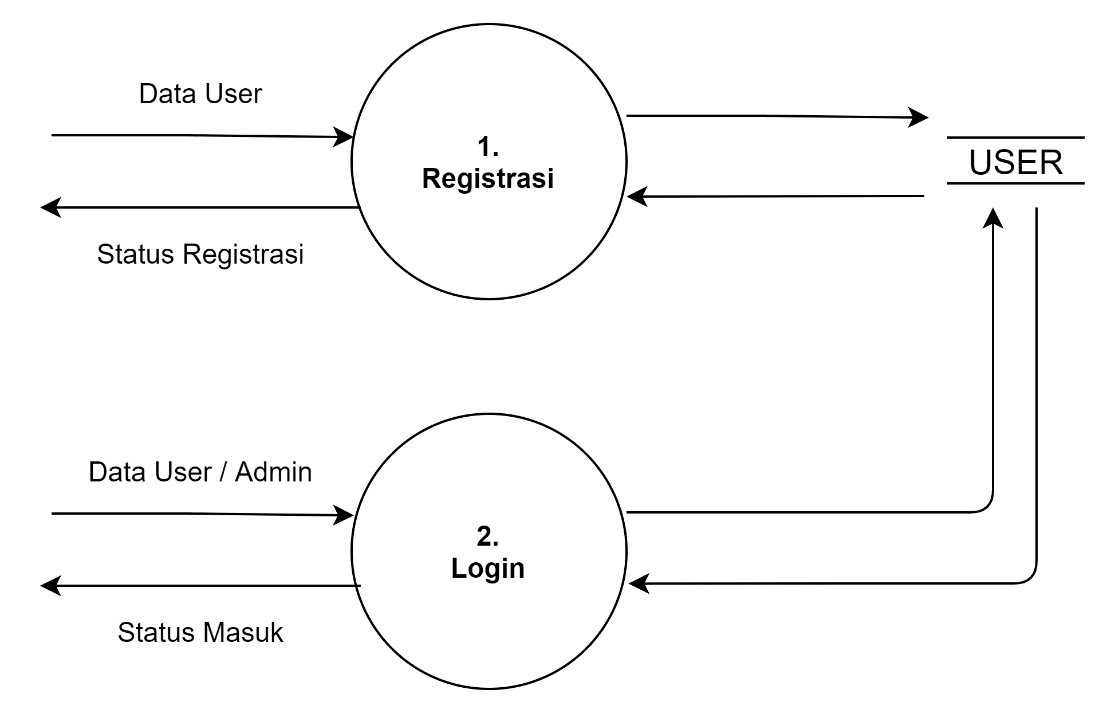 Data User
1.
Registrasi
USER
Status Registrasi
Data User / Admin
2.
Login
Status Masuk